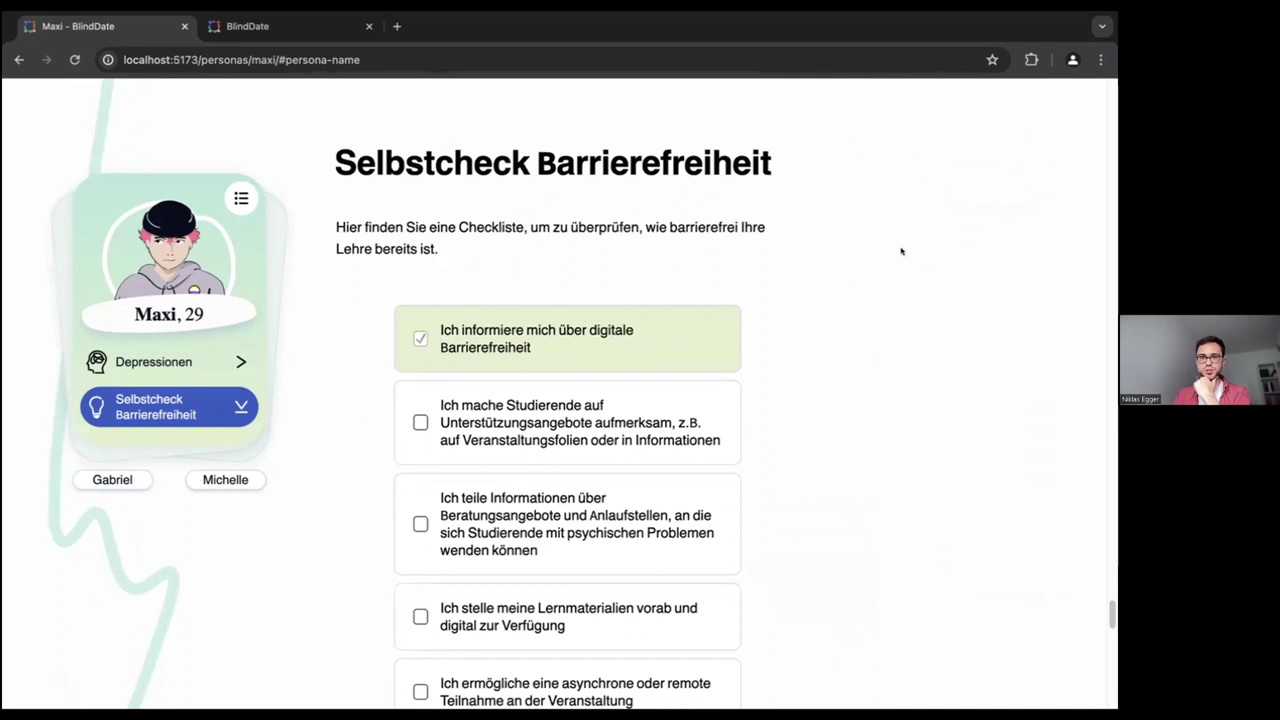 Maxi - BlindDate
BlindDate
localhost:5173/personas/maxi/#persona-name
Selbstcheck Barrierefreiheit
Hier finden Sie eine Checkliste, um zu überprüfen, wie barrierefrei Ihre
Lehre bereits ist.
Maxi, 29
Depressionen
Selbstcheck
Barrierefreiheit
Gabriel
Michelle
Ich informiere mich über digitale
Barrierefreiheit
Ich mache Studierende auf
Unterstützungsangebote aufmerksam, z.B.
auf Veranstaltungsfolien oder in Informationen
Ich teile Informationen über
Beratungsangebote und Anlaufstellen, an die
sich Studierende mit psychischen Problemen
wenden können
Ich stelle meine Lernmaterialien vorab und
digital zur Verfügung
Ich ermögliche eine asynchrone oder remote
Teilnahme an der Veranstaltung
Niklas Egger